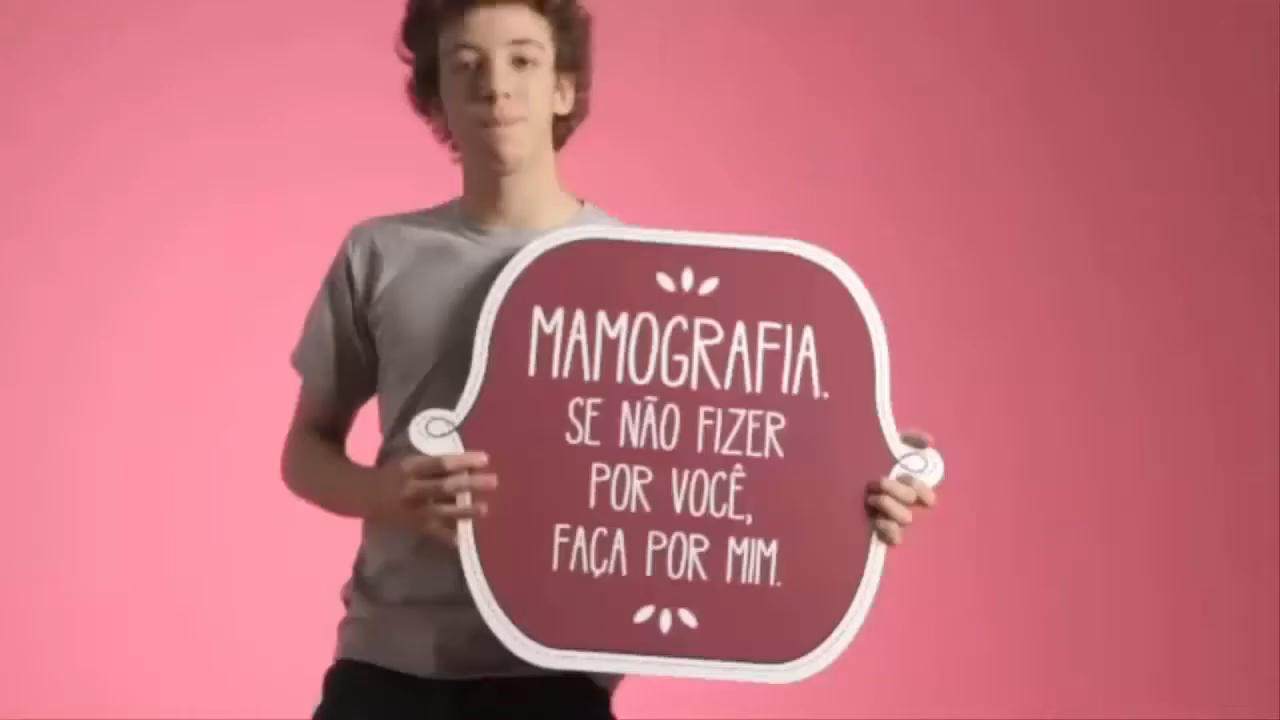 MAMOGRAFIA.
SE NÃO FIZER
POR VOCÊ,
FAÇA POR MIM.